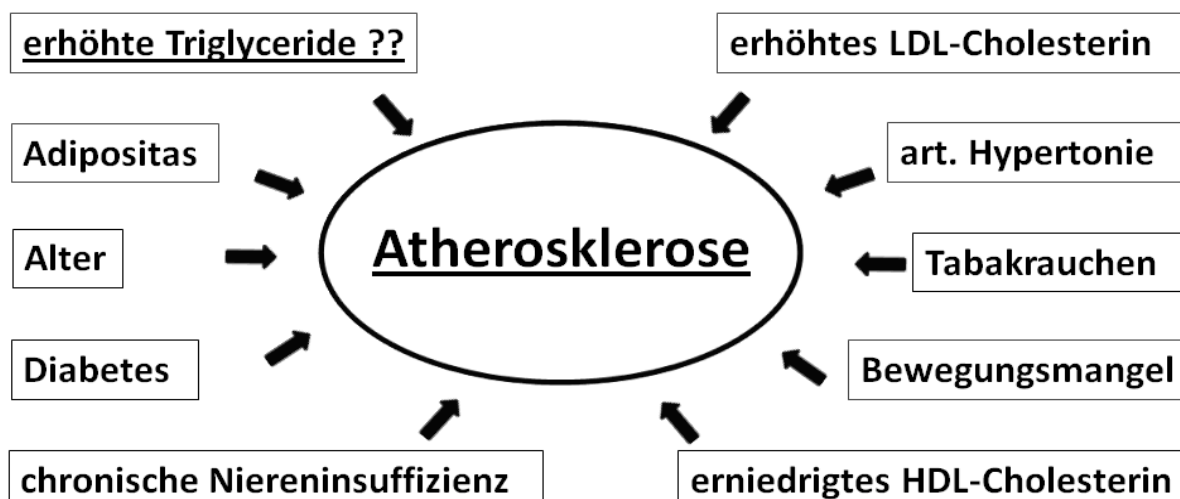 erhöhte Triglyceride ??
erhöhtes LDL-Cholesterin
Adipositas
art. Hypertonie
Atherosklerose
Alter
Tabakrauchen
Diabetes
Bewegungsmangel
chronische Niereninsuffizienz
erniedrigtes HDL-Cholesterin